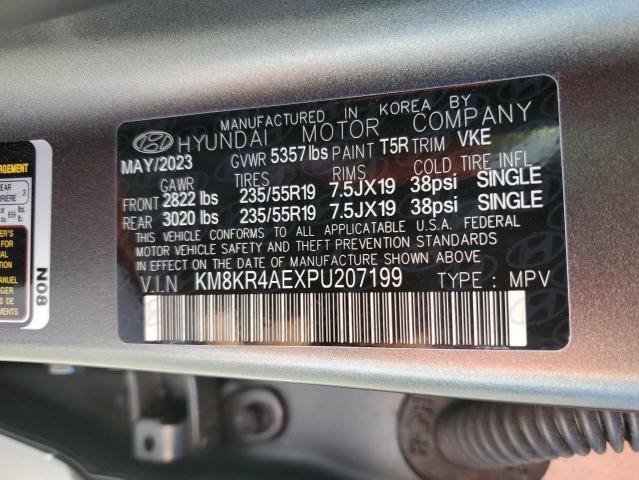 MANUFACTURED IN KOREA BY
HYUNDAI MOTOR COMPANY
MAY/2023 GVWR 5357 lbs PAINT T5R TRIM VKE
GAWR TIRES RIMS COLD TIRE INFL
FRONT 2822 lbs 235/55R19 7.5JX19 38psi SINGLE
REAR 3020 lbs 235/55R19 7.5JX19 38psi SINGLE
THIS VEHICLE CONFORMS TO ALL APPLICABLE U.S.A. FEDERAL
MOTOR VEHICLE SAFETY AND THEFT PREVENTION STANDARDS
IN EFFECT ON THE DATE OF MANUFACTURE SHOWN ABOVE.
V.I.N KM8KR4AEXPU207199 TYPE : MPV
REAR
3
lbs.
N08